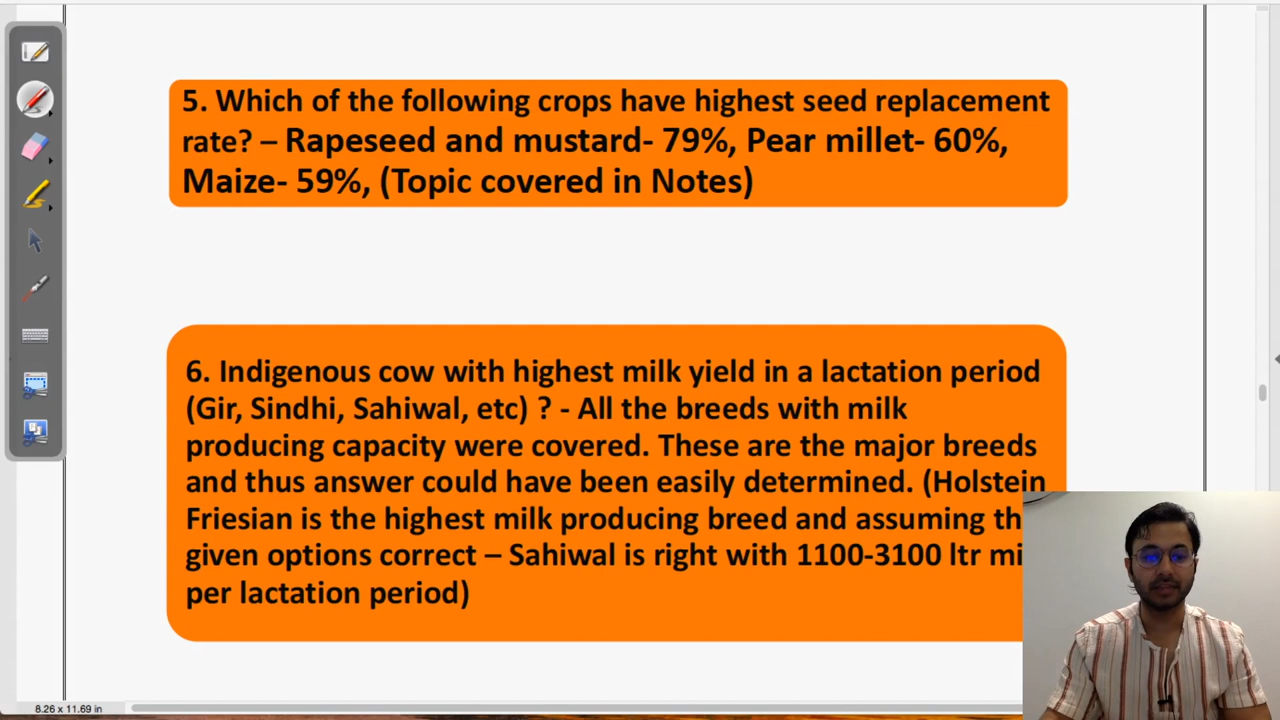 5. Which of the following crops have highest seed replacement
rate? – Rapeseed and mustard- 79%, Pear millet- 60%,
Maize- 59%, (Topic covered in Notes)
6. Indigenous cow with highest milk yield in a lactation period
(Gir, Sindhi, Sahiwal, etc) ? - All the breeds with milk
producing capacity were covered. These are the major breeds
and thus answer could have been easily determined. (Holstein
Friesian is the highest milk producing breed and assuming th
given options correct – Sahiwal is right with 1100-3100 ltr mi
per lactation period)
8.26 x 11.69 in